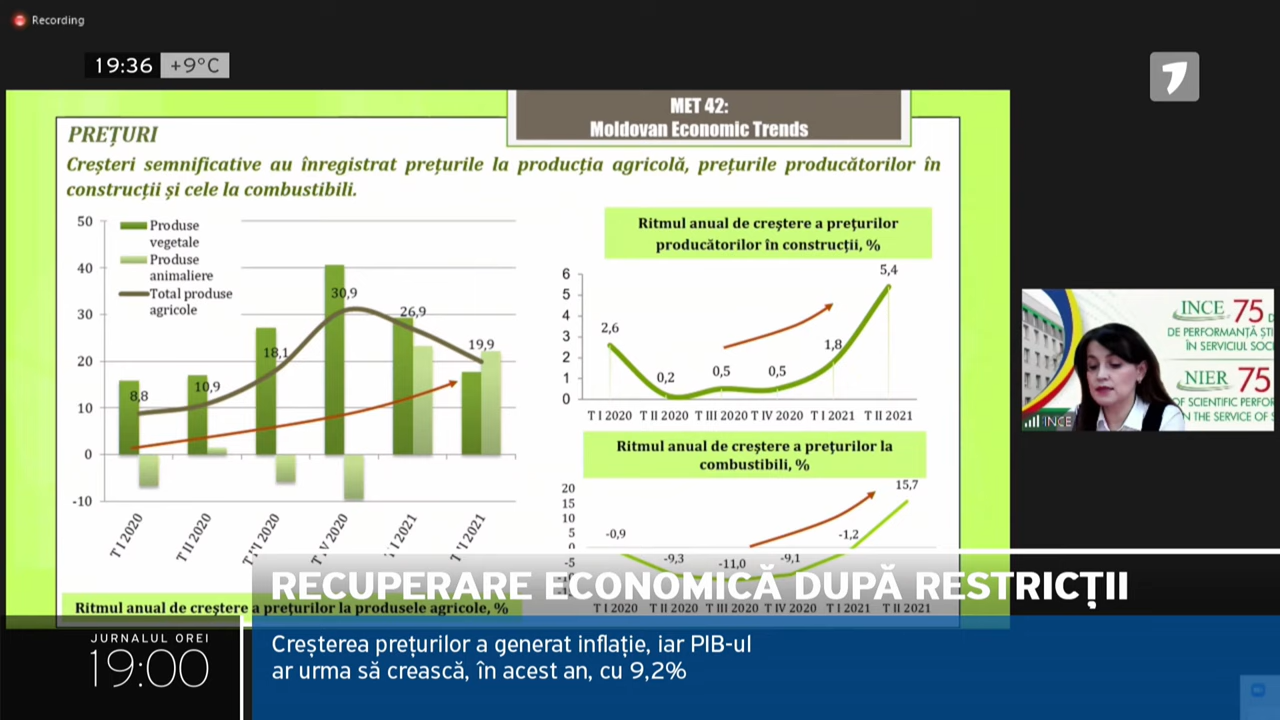 Recording
19:36 +9°C
MET 42:
Moldovan Economic Trends
PREȚURI
Creșteri semnificative au înregistrat prețurile la producția agricolă, prețurile producătorilor în
construcții și cele la combustibili.
50
40
30
20
10
0
-10
Produse
vegetale
Produse
animaliere
Total produse
agricole
8,8
10,9
18,1
30,9
26,9
19,9
T I 2020
T II 2020
2020
2020
2021
2021
Ritmul anual de creștere a prețurilor la produsele agricole, %
Ritmul anual de creștere a prețurilor
producătorilor în construcții, %
6
5
4
3
2
1
0
2,6
0,2
0,5
0,5
1,8
5,4
T I 2020 T II 2020 T III 2020 T IV 2020 T I 2021 T II 2021
Ritmul anual de creștere a prețurilor la
combustibili, %
20
15
10
5
0
-0,9
-9,3
-11,0
-9,1
-1,2
15,7
T I 2020 T II 2020 T III 2020 T IV 2020 T I 2021 T II 2021
INCE 75
DE PERFORMANȚĂ
ÎN SERVICIUL
NIER 75
OF SCIENTIFIC
THE SERVICE OF
INCE
RECUPERARE ECONOMICĂ DUPĂ RESTRICȚII
JURNALUL OREI
19:00
Creșterea prețurilor a generat inflație, iar PIB-ul
ar urma să crească, în acest an, cu 9,2%